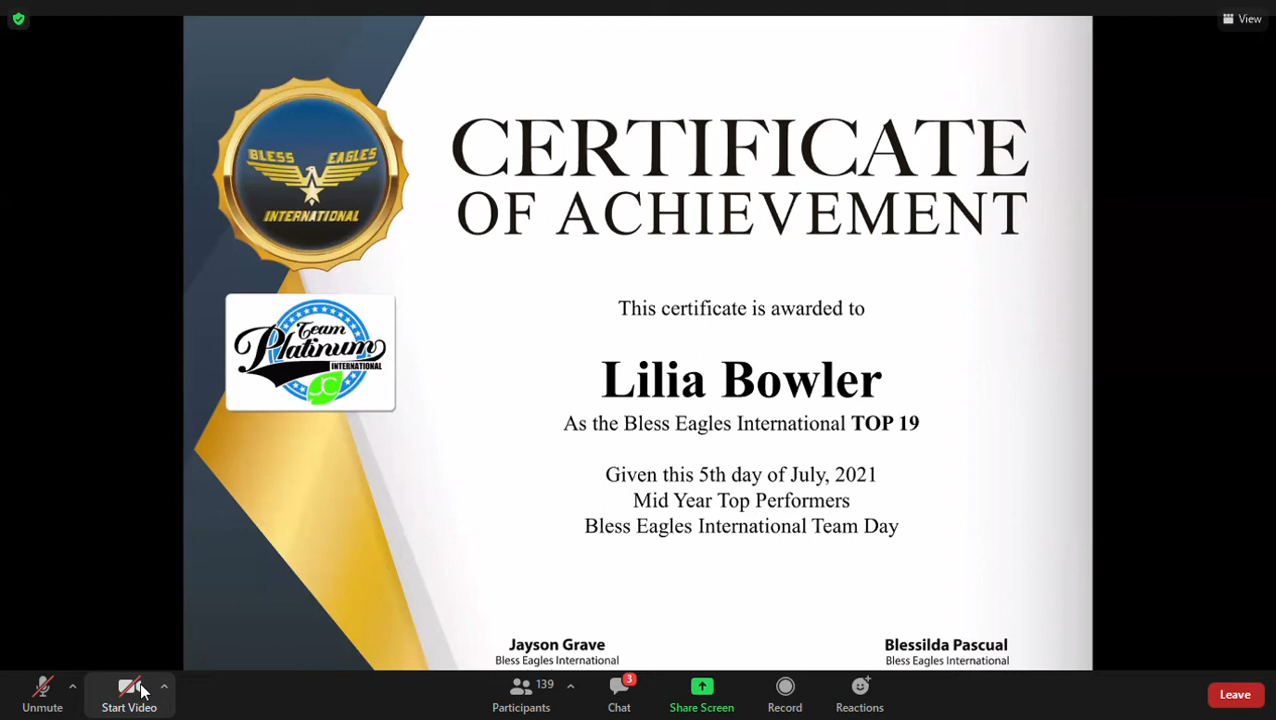 View
BLESS EAGLES
INTERNATIONAL
CERTIFICATE
OF ACHIEVEMENT
Team
Platinum
INTERNATIONAL
JC
This certificate is awarded to
Lilia Bowler
As the Bless Eagles International TOP 19
Given this 5th day of July, 2021
Mid Year Top Performers
Bless Eagles International Team Day
Jayson Grave
Bless Eagles International
Blessilda Pascual
Bless Eagles International
Unmute
Start Video
139
Participants
3
Chat
Share Screen
Record
Reactions
Leave